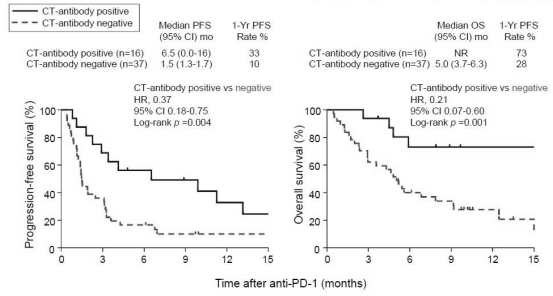 CT-antibody positive
CT-antibody negative
Median PFS 1-Yr PFS
(95% CI) mo Rate %
CT-antibody positive (n=16) 6.5 (0.0-16) 33
CT-antibody negative (n=37) 1.5 (1.3-1.7) 10
Median OS 1-Yr PFS
(95% CI) mo Rate %
CT-antibody positive (n=16) NR 73
CT-antibody negative (n=37) 5.0 (3.7-6.3) 28
CT-antibody positive vs negative
HR, 0.37
95% CI 0.18-0.75
Log-rank p =0.004
Progression-free survival (%)
100
80
60
40
20
0
0 3 6 9 12 15
CT-antibody positive vs negative
HR, 0.21
95% CI 0.07-0.60
Log-rank p =0.001
Overall survival (%)
100
80
60
40
20
0
0 3 6 9 12 15
Time after anti-PD-1 (months)